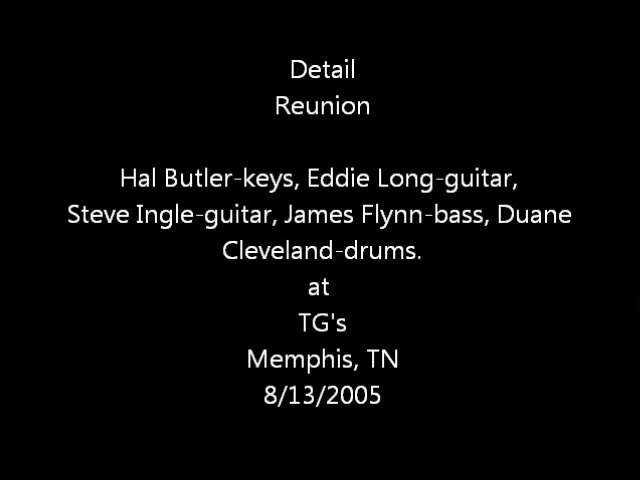 Detail
Reunion
Hal Butler-keys, Eddie Long-guitar,
Steve Ingle-guitar, James Flynn-bass, Duane
Cleveland-drums.
at
TG's
Memphis, TN
8/13/2005